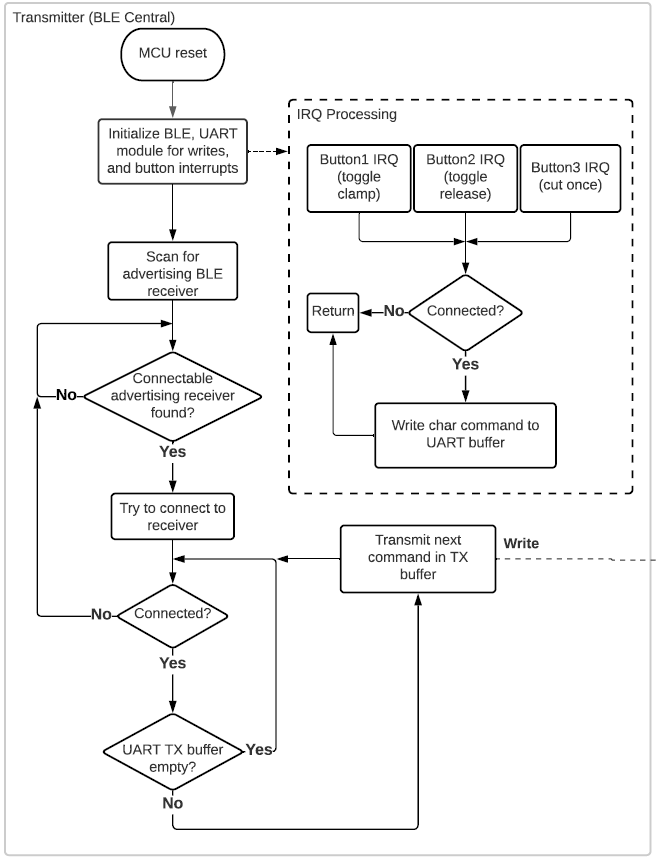 Transmitter (BLE Central)
MCU reset
Initialize BLE, UART
module for writes,
and button interrupts
IRQ Processing
Button1 IRQ
(toggle
clamp)
Button2 IRQ
(toggle
release)
Button3 IRQ
(cut once)
Scan for
advertising BLE
receiver
Return
No
Connected?
Yes
Write char command to
UART buffer
Connectable
advertising receiver
found?
No
Yes
Try to connect to
receiver
Transmit next
command in TX
buffer
Write
Connected?
No
Yes
UART TX buffer
empty?
Yes
No